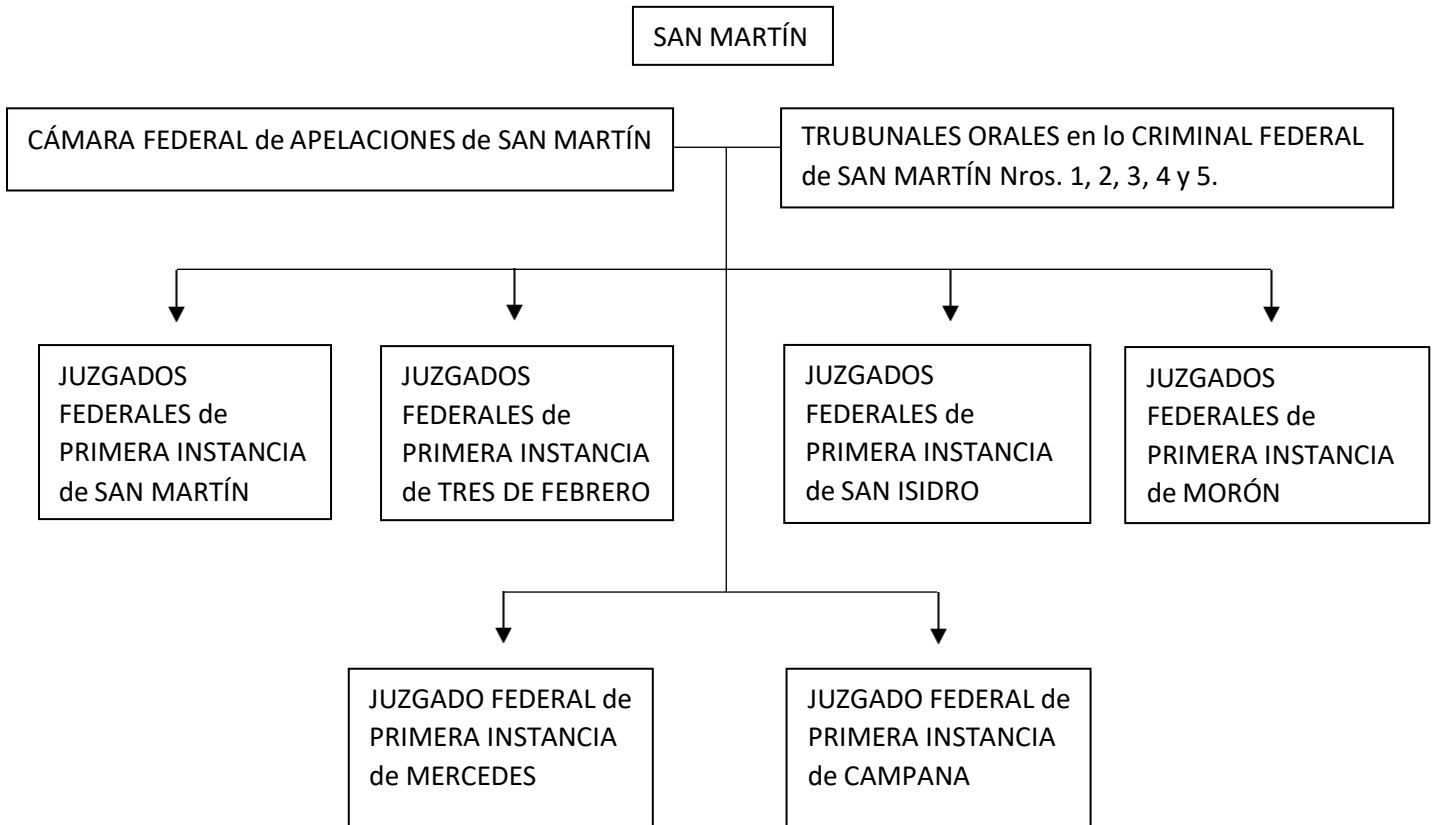 SAN MARTÍN
CÁMARA FEDERAL de APELACIONES de SAN MARTÍN
TRUBUNALES ORALES en lo CRIMINAL FEDERAL
de SAN MARTÍN Nros. 1, 2, 3, 4 y 5.
JUZGADOS
FEDERALES de
PRIMERA INSTANCIA
de SAN MARTÍN
JUZGADOS
FEDERALES de
PRIMERA INSTANCIA
de TRES DE FEBRERO
JUZGADOS
FEDERALES de
PRIMERA INSTANCIA
de SAN ISIDRO
JUZGADOS
FEDERALES de
PRIMERA INSTANCIA
de MORÓN
JUZGADO FEDERAL de
PRIMERA INSTANCIA
de MERCEDES
JUZGADO FEDERAL de
PRIMERA INSTANCIA
de CAMPANA